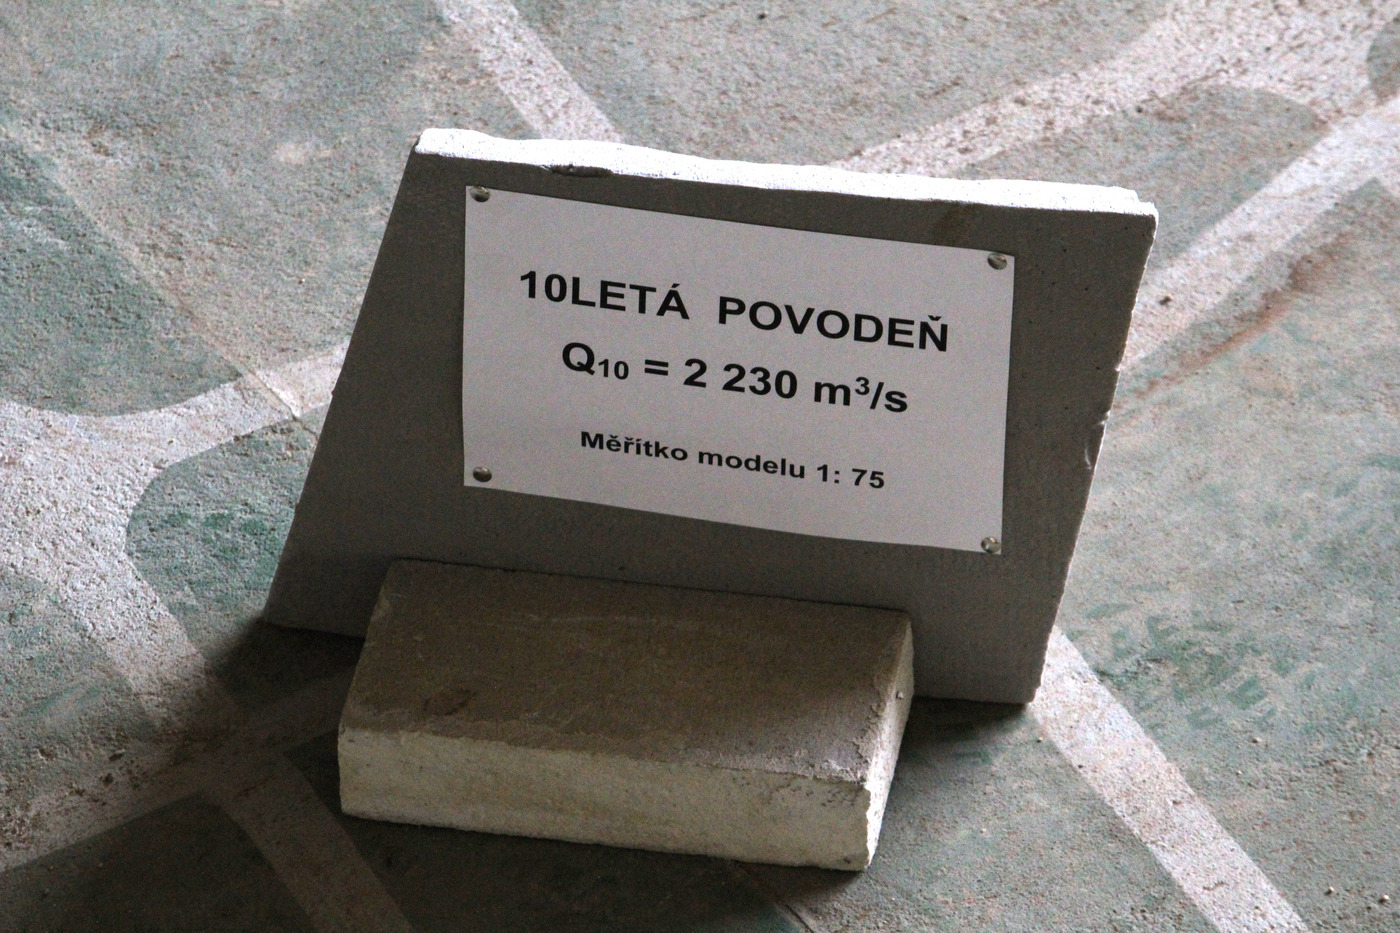 10LETÁ POVODEŇ
Q₁₀ = 2 230 m³/s
Měřítko modelu 1: 75